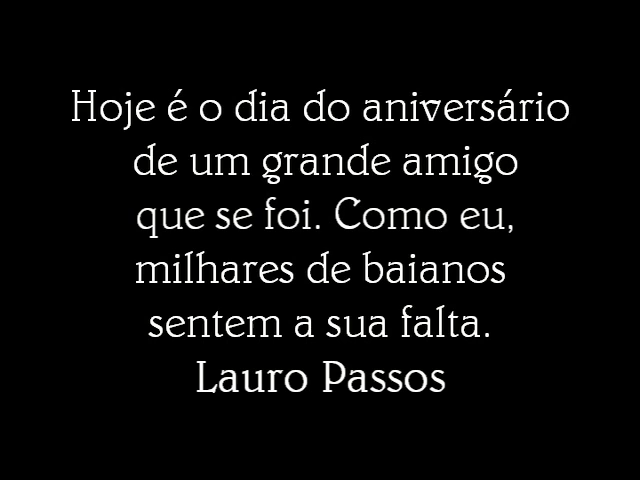 Hoje é o dia do aniversário
de um grande amigo
que se foi. Como eu,
milhares de baianos
sentem a sua falta.
Lauro Passos